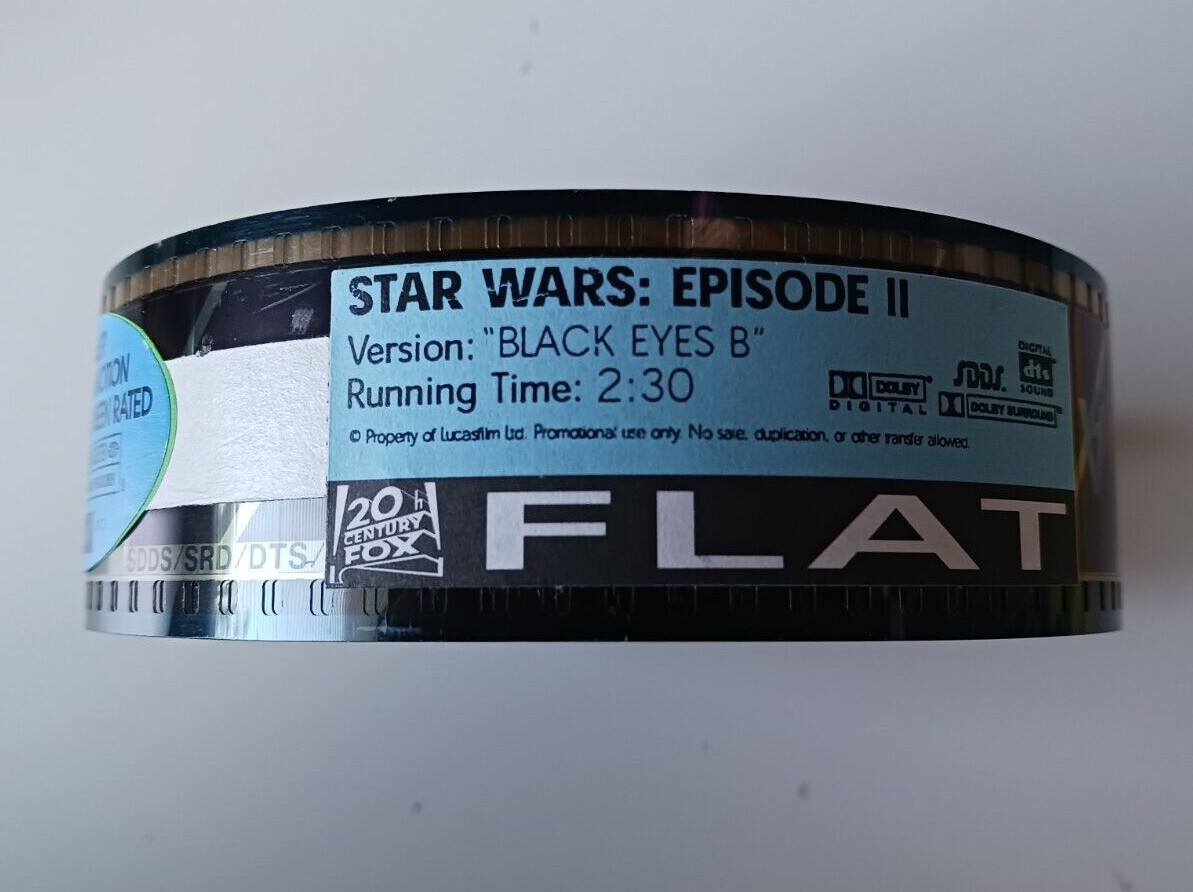 STAR WARS: EPISODE II
Version: "BLACK EYES B"
Running Time: 2:30
DOLBY DIGITAL
SDDS
DIGITAL dts SOUND
DOLBY SURROUND
© Property of Lucasfilm Ltd. Promotional use only. No sale, duplication, or other transfer allowed.
20th CENTURY FOX
FLAT
RATED
SDDS/SRD/DTS/